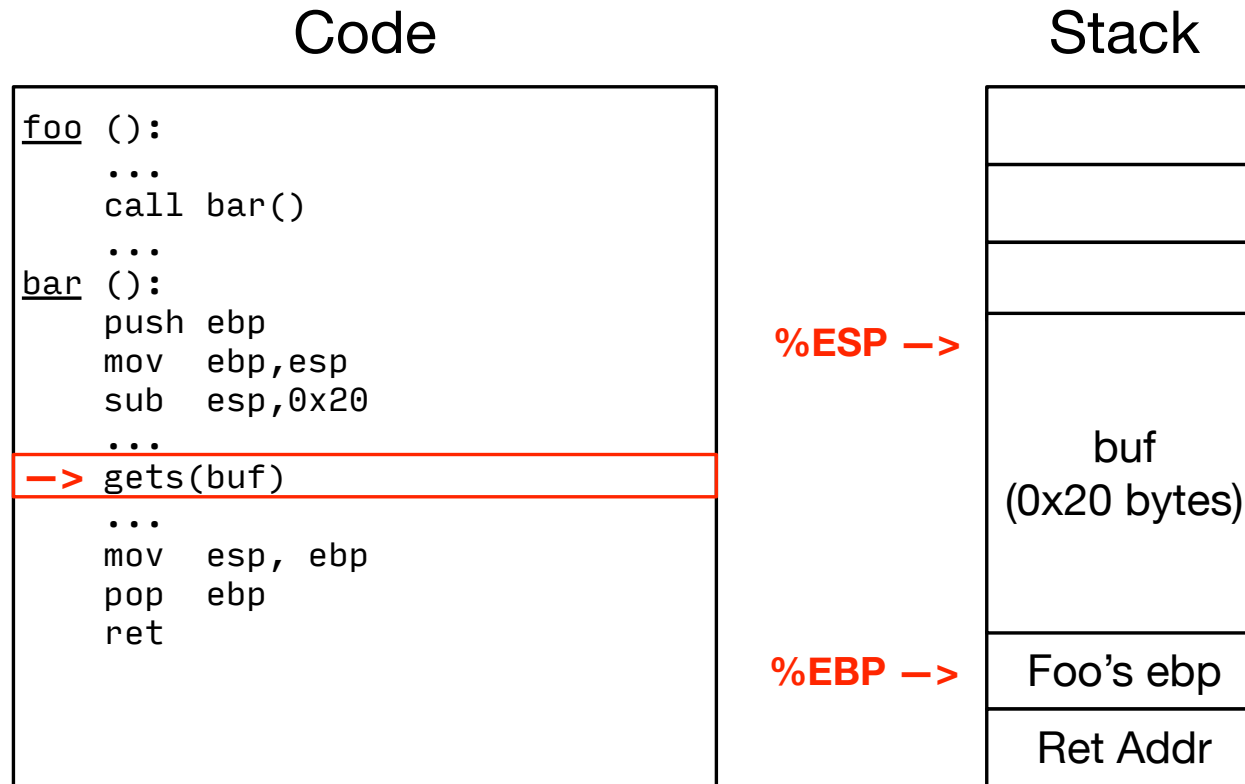 Code
Stack
foo ():
...
call bar()
...
bar ():
push ebp
mov ebp,esp
sub esp,0x20
...
—> gets(buf)
...
mov esp, ebp
pop ebp
ret
%ESP —>
buf
(0x20 bytes)
%EBP —>
Foo’s ebp
Ret Addr